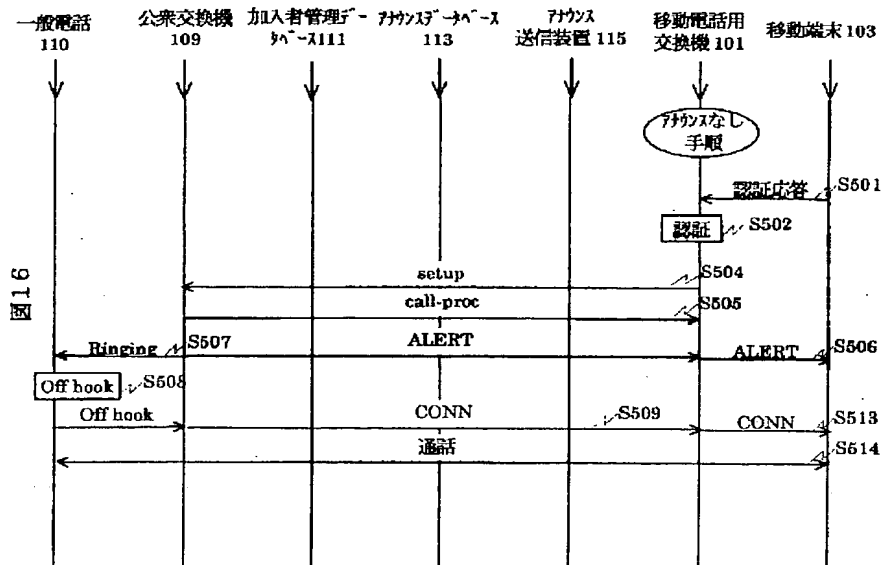 一般電話
110
公衆交換機
109
加入者管理デー
タベース111
アナウンスデータベース
113
アナウンス
送信装置 115
移動電話用
交換機 101
移動端末 103
アナウンスなし
手順
認証応答
S501
認証
S502
setup
S504
call-proc
S505
Ringing
S507
ALERT
ALERT
S506
Off hook
S508
Off hook
CONN
S509
CONN
S513
通話
S514
図16